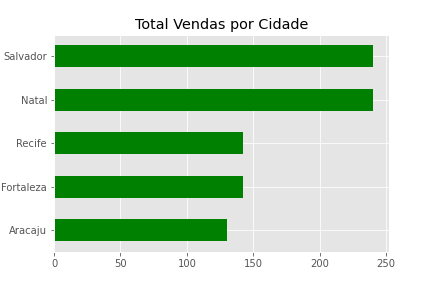 Total Vendas por Cidade
Salvador
Natal
Recife
Fortaleza
Aracaju
0 50 100 150 200 250